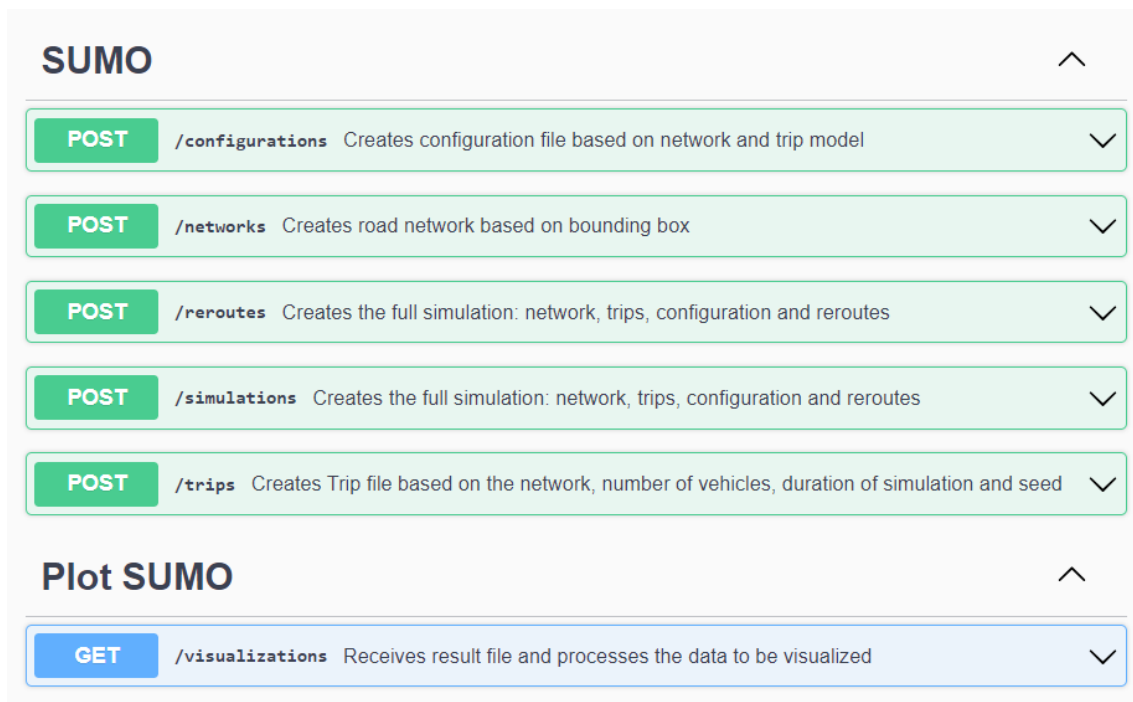 SUMO
POST /configurations Creates configuration file based on network and trip model
POST /networks Creates road network based on bounding box
POST /reroutes Creates the full simulation: network, trips, configuration and reroutes
POST /simulations Creates the full simulation: network, trips, configuration and reroutes
POST /trips Creates Trip file based on the network, number of vehicles, duration of simulation and seed
Plot SUMO
GET /visualizations Receives result file and processes the data to be visualized